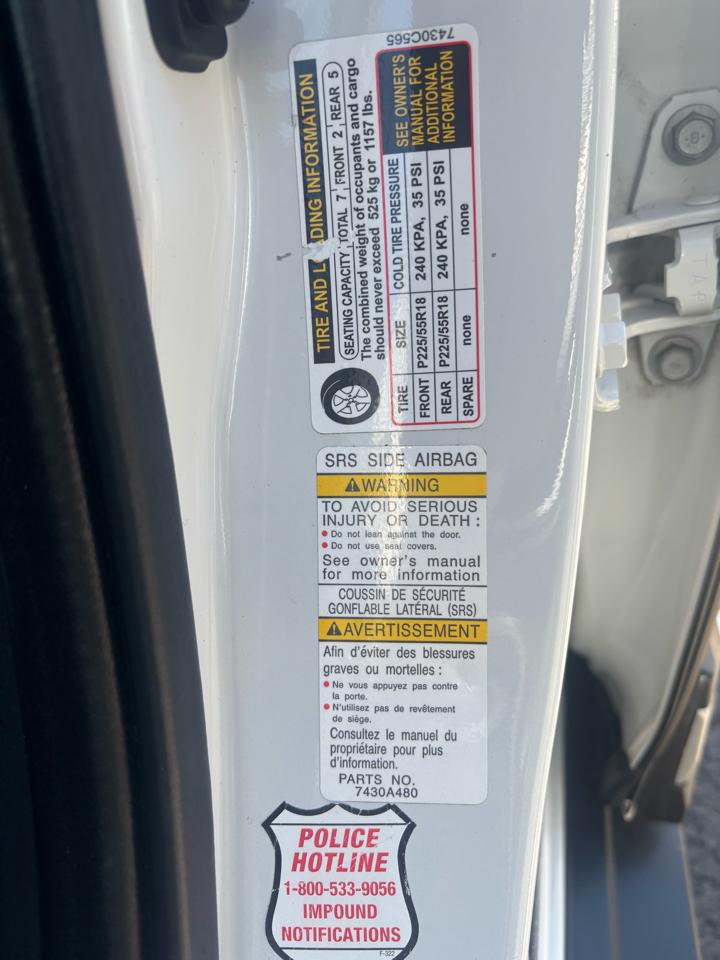 7430C565
TIRE AND L  DING INFORMATION
SEATING CAPACITY TOTAL 7 FRONT 2 REAR 5
The combined weight of occupants and cargo
should never exceed 525 kg or 1157 lbs.
TIRE SIZE COLD TIRE PRESSURE
FRONT P225/55R18 240 KPA, 35 PSI
REAR P225/55R18 240 KPA, 35 PSI
SPARE none none
SEE OWNER'S
MANUAL FOR
ADDITIONAL
INFORMATION
SRS SIDE AIRBAG
WARNING
TO AVOID SERIOUS
INJURY OR DEATH :
• Do not lean against the door.
• Do not use seat covers.
See owner's manual
for more information
COUSSIN DE SÉCURITÉ
GONFLABLE LATÉRAL (SRS)
AVERTISSEMENT
Afin d'éviter des blessures
graves ou mortelles :
• Ne vous appuyez pas contre
la porte.
• N'utilisez pas de revêtement
de siège.
Consultez le manuel du
propriétaire pour plus
d'information.
PARTS NO.
7430A480
POLICE
HOTLINE
1-800-533-9056
IMPOUND
NOTIFICATIONS
F-322